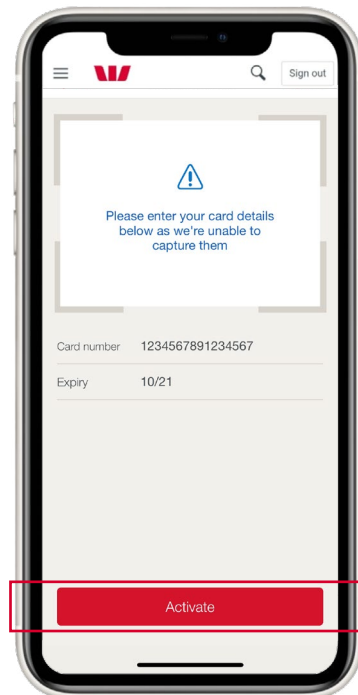 Sign out
Please enter your card details
below as we're unable to
capture them
Card number 1234567891234567
Expiry 10/21
Activate